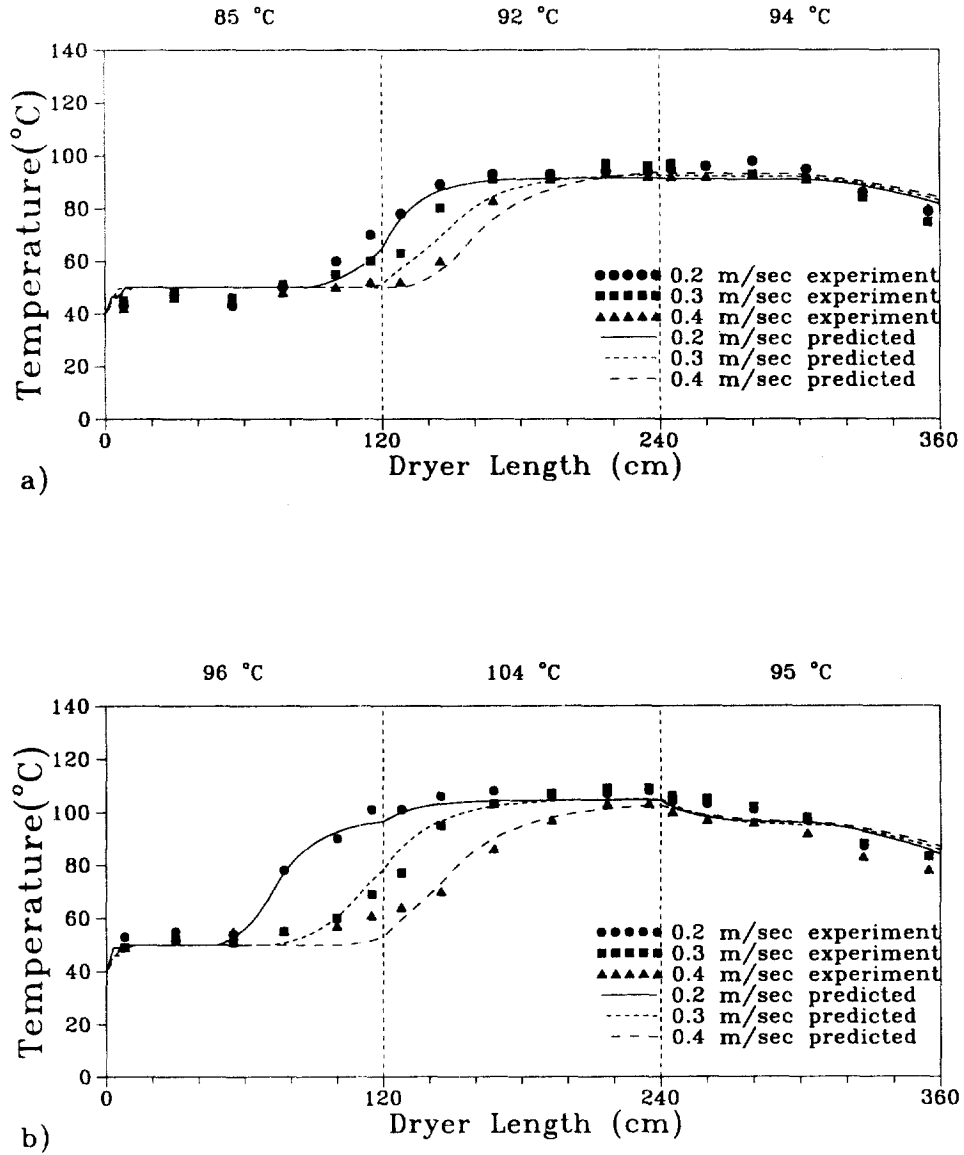 85 °C 92 °C 94 °C
140
120
100
80
60
40
20
0
Temperature(°C)
0.2 m/sec experiment
0.3 m/sec experiment
0.4 m/sec experiment
0.2 m/sec predicted
0.3 m/sec predicted
0.4 m/sec predicted
0 120 240 360
Dryer Length (cm)
a)
96 °C 104 °C 95 °C
140
120
100
80
60
40
20
0
Temperature(°C)
0.2 m/sec experiment
0.3 m/sec experiment
0.4 m/sec experiment
0.2 m/sec predicted
0.3 m/sec predicted
0.4 m/sec predicted
0 120 240 360
Dryer Length (cm)
b)